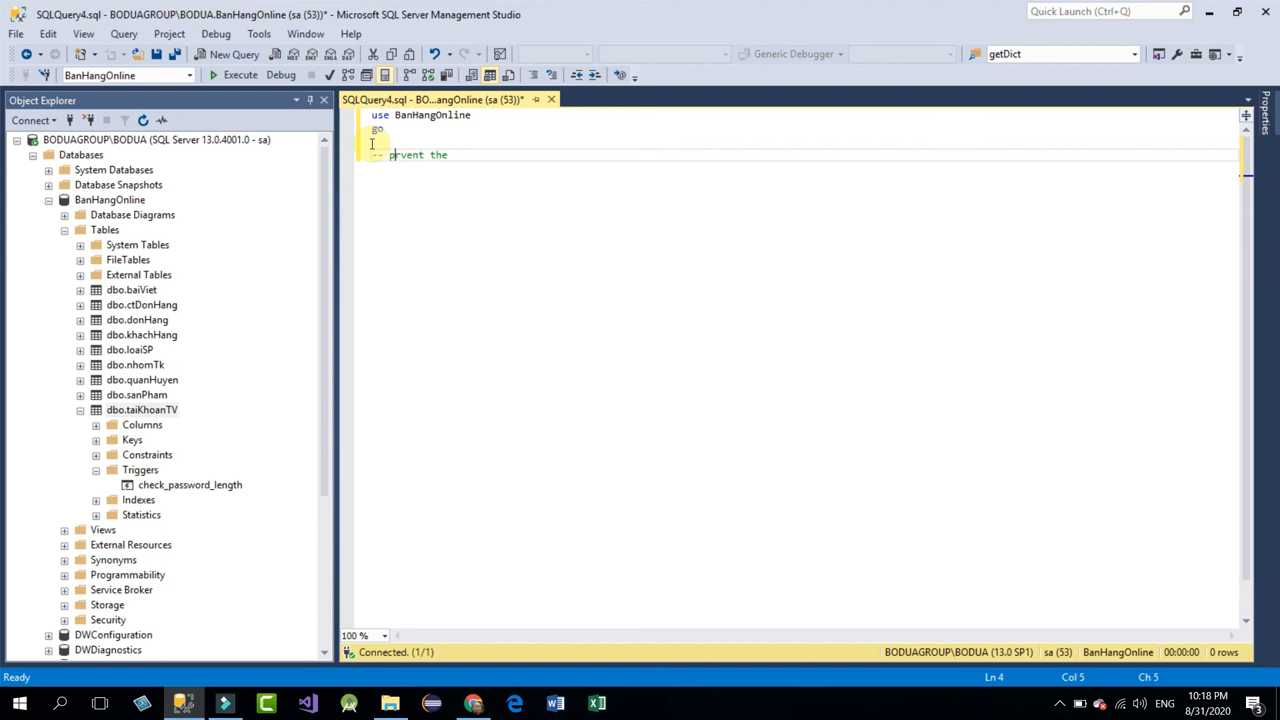 SQLQuery4.sql - BODUAGROUP\BODUA.BanHangOnline (sa (53))* - Microsoft SQL Server Management Studio
Quick Launch (Ctrl+Q)
File Edit View Query Project Debug Tools Window Help
New Query
Generic Debugger
getDict
BanHangOnline
Execute Debug
Object Explorer
SQLQuery4.sql - BO...angOnline (sa (53))*
Properties
Connect
BODUAGROUP\BODUA (SQL Server 13.0.4001.0 - sa)
Databases
System Databases
Database Snapshots
BanHangOnline
Database Diagrams
Tables
System Tables
FileTables
External Tables
dbo.baiViet
dbo.ctDonHang
dbo.donHang
dbo.khachHang
dbo.loaiSP
dbo.nhomTk
dbo.quanHuyen
dbo.sanPham
dbo.taiKhoanTV
Columns
Keys
Constraints
Triggers
check_password_length
Indexes
Statistics
Views
External Resources
Synonyms
Programmability
Service Broker
Storage
Security
DWConfiguration
DWDiagnostics
use BanHangOnline
go
-- prvent the
100 %
Connected. (1/1)
BODUAGROUP\BODUA (13.0 SP1) sa (53) BanHangOnline 00:00:00 0 rows
Ready
Ln 4 Col 5 Ch 5
ENG
10:18 PM
8/31/2020
3